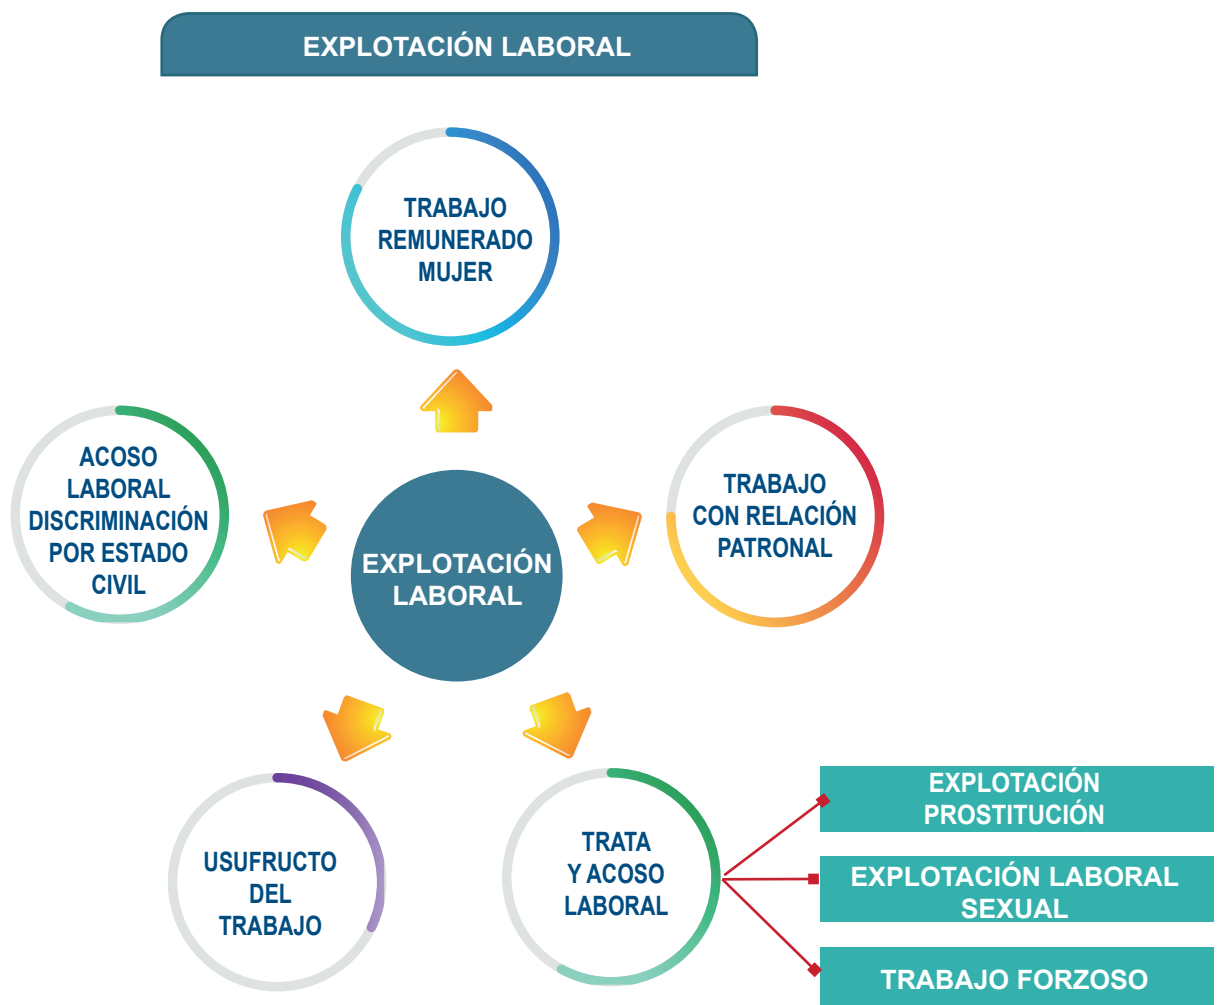 EXPLOTACIÓN LABORAL
TRABAJO
REMUNERADO
MUJER
ACOSO
LABORAL
DISCRIMINACIÓN
POR ESTADO
CIVIL
TRABAJO
CON RELACIÓN
PATRONAL
EXPLOTACIÓN
LABORAL
USUFRUCTO
DEL
TRABAJO
TRATA
Y ACOSO
LABORAL
EXPLOTACIÓN
PROSTITUCIÓN
EXPLOTACIÓN LABORAL
SEXUAL
TRABAJO FORZOSO